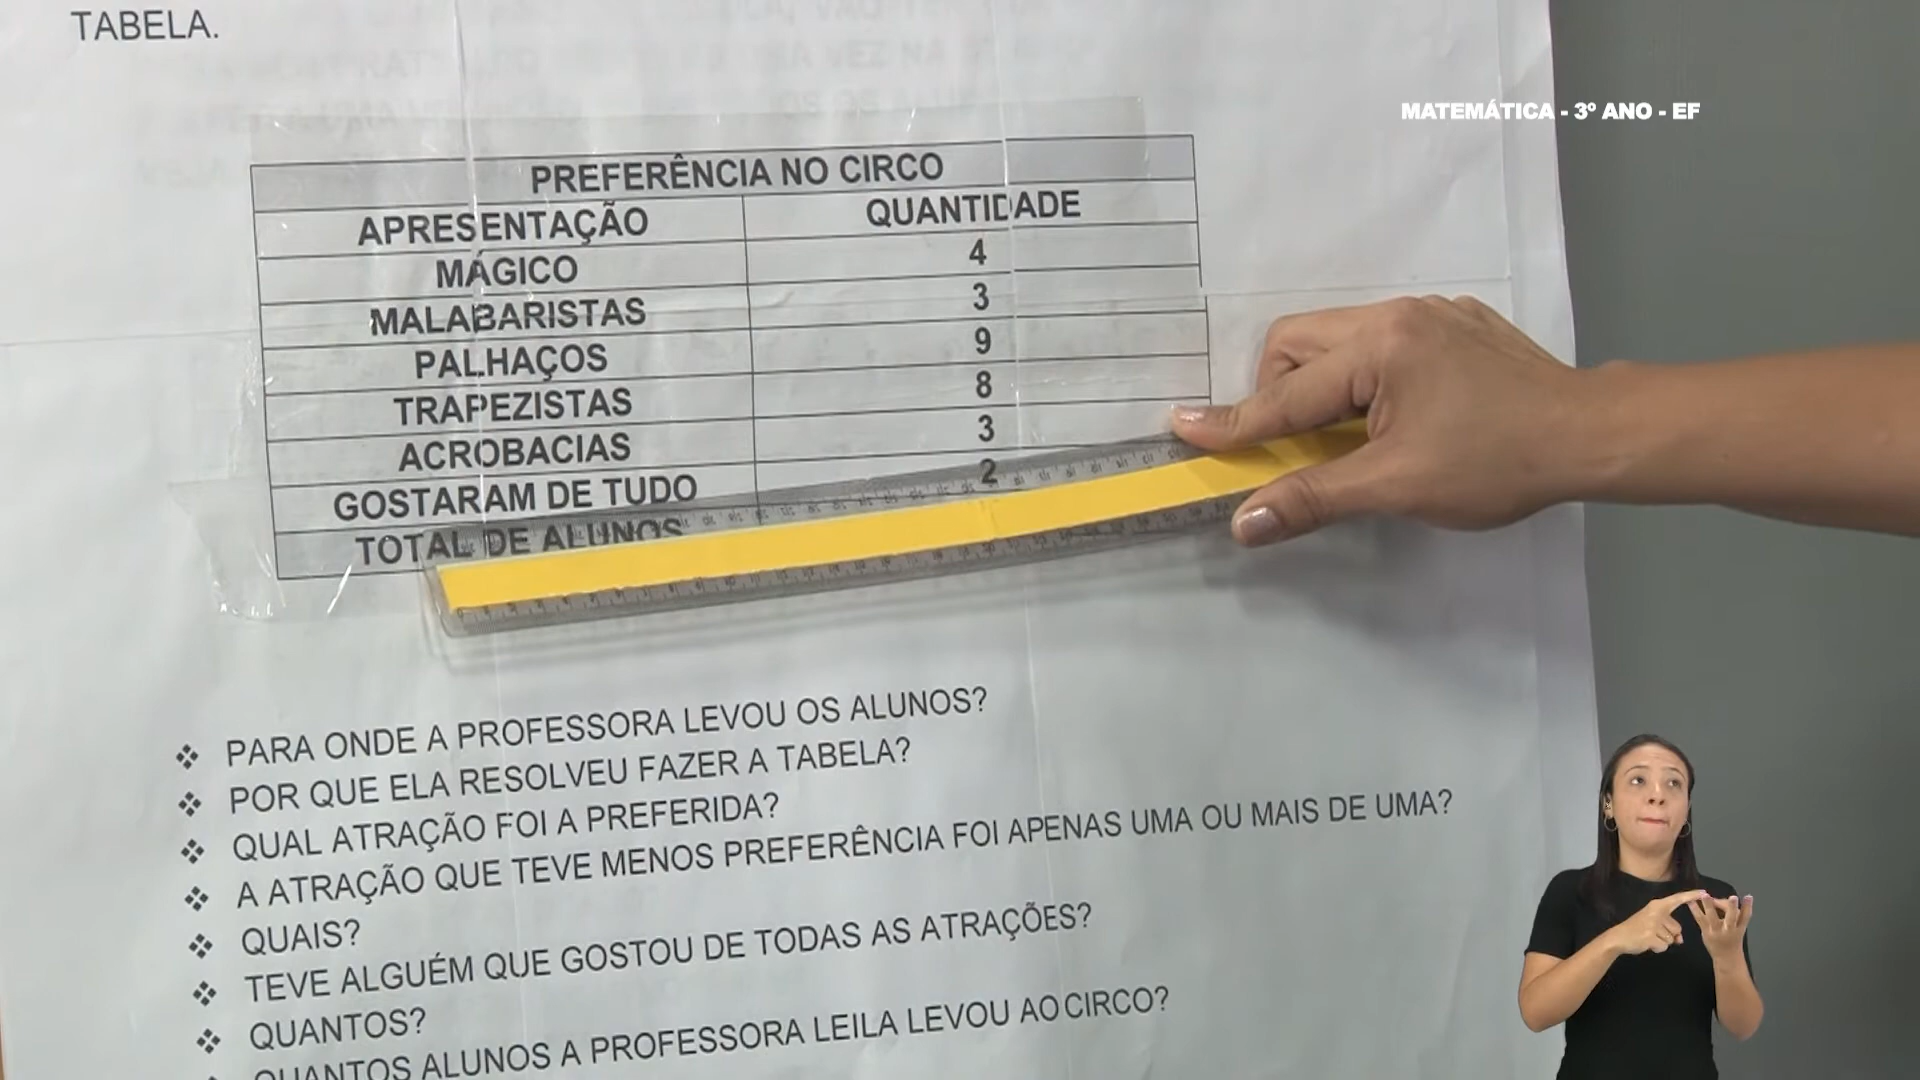 TABELA.
MATEMÁTICA - 3º ANO - EF
PREFERÊNCIA NO CIRCO
APRESENTAÇÃO QUANTIDADE
MÁGICO 4
MALABARISTAS 3
PALHAÇOS 9
TRAPEZISTAS 8
ACROBACIAS 3
GOSTARAM DE TUDO 2
TOTAL DE ALUNOS
❖ PARA ONDE A PROFESSORA LEVOU OS ALUNOS?
❖ POR QUE ELA RESOLVEU FAZER A TABELA?
❖ QUAL ATRAÇÃO FOI A PREFERIDA?
❖ A ATRAÇÃO QUE TEVE MENOS PREFERÊNCIA FOI APENAS UMA OU MAIS DE UMA?
❖ QUAIS?
❖ TEVE ALGUÉM QUE GOSTOU DE TODAS AS ATRAÇÕES?
❖ QUANTOS?
QUANTOS ALUNOS A PROFESSORA LEILA LEVOU AO CIRCO?